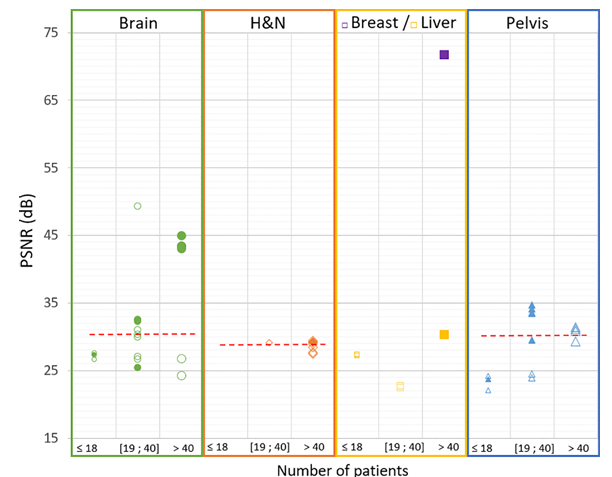 Brain H&N Breast / Liver Pelvis
75
65
55
45
35
25
15
PSNR (dB)
≤ 18 [19 ; 40] > 40 ≤ 18 [19 ; 40] > 40 ≤ 18 [19 ; 40] > 40 ≤ 18 [19 ; 40] > 40
Number of patients